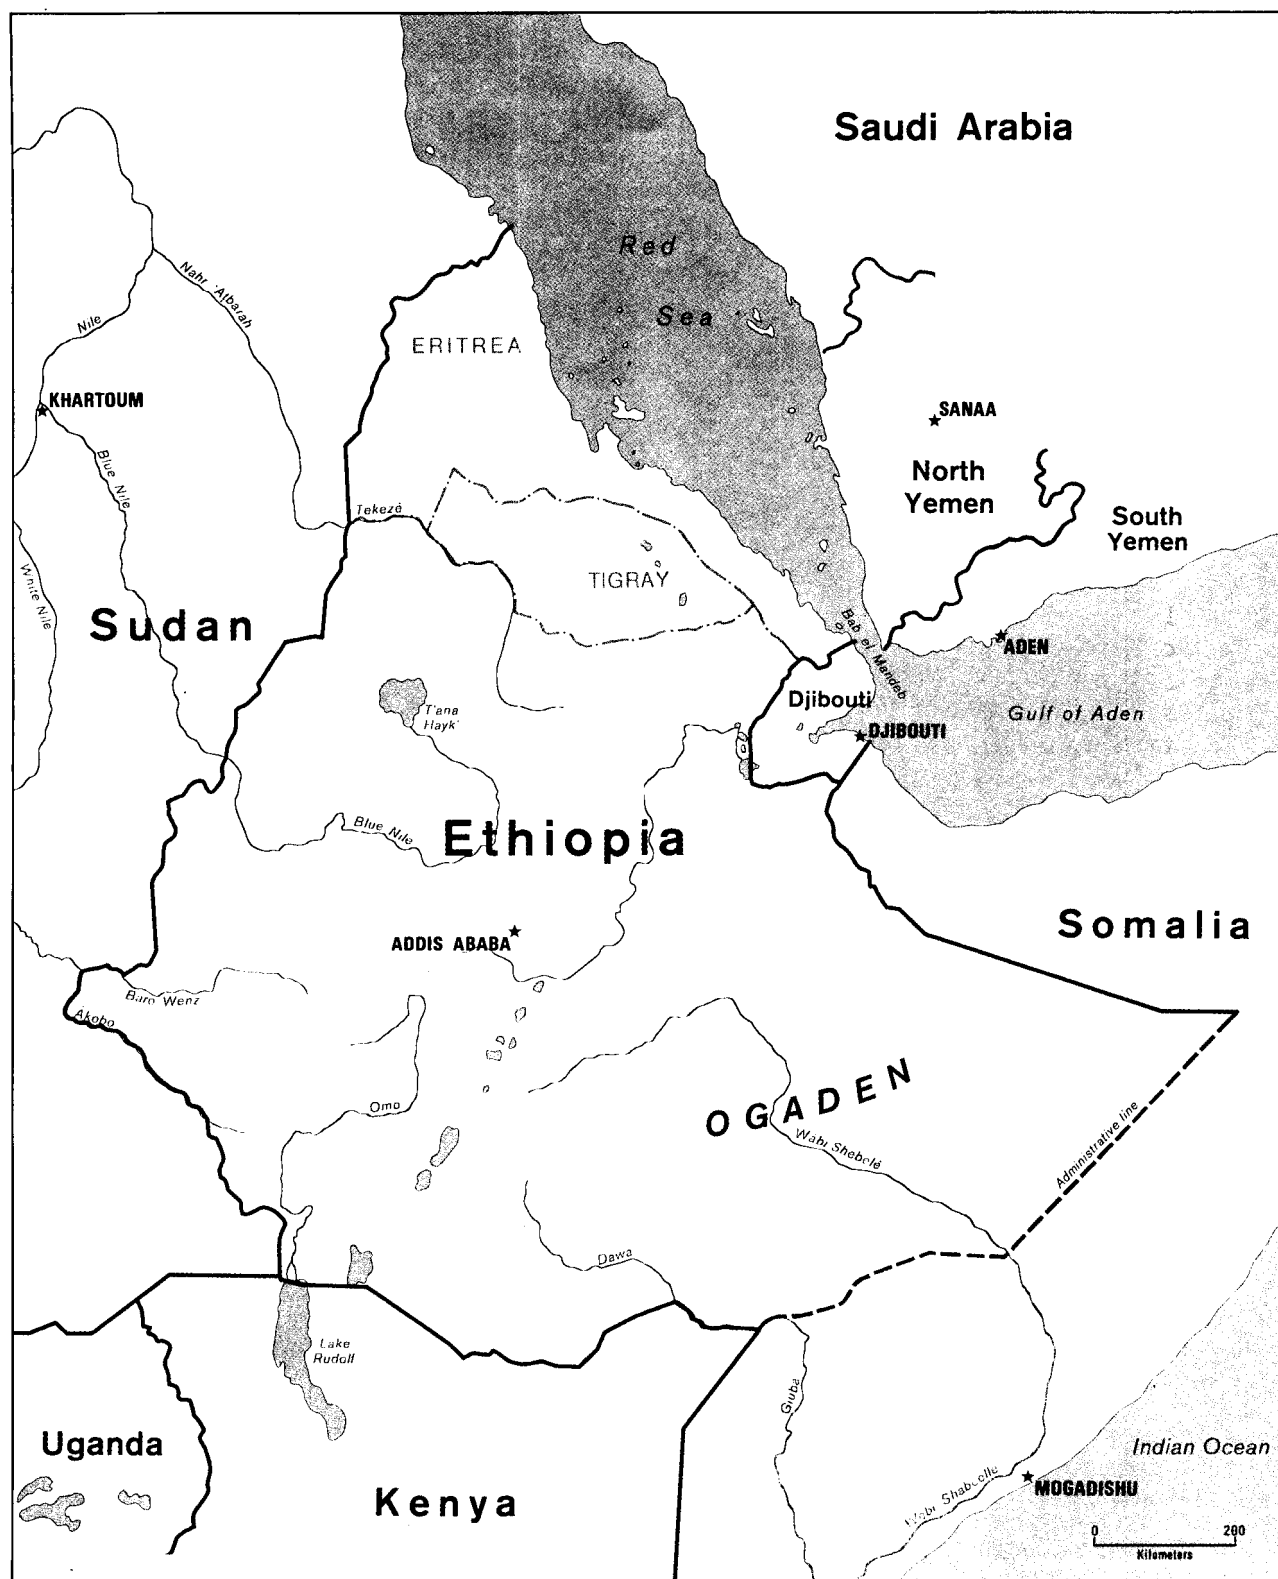 Saudi Arabia
Red
Sea
Nahr 'Atbarah
Nile
ERITREA
KHARTOUM
SANAA
Blue Nile
North
Yemen
South
Yemen
Tekezē
White Nile
TIGRAY
Sudan
Bab el Mandeb
ADEN
Djibouti
T'ana
Hayk'
Gulf of Aden
DJIBOUTI
Blue Nile
Ethiopia
Somalia
ADDIS ABABA
Baro Wenz
Akobo
OGADEN
Omo
Wabi Shebelē
Administrative line
Dawa
Lake
Rudolf
Giuba
Uganda
Indian Ocean
Kenya
Wabi Shabeelle
MOGADISHU
0 200
Kilometers